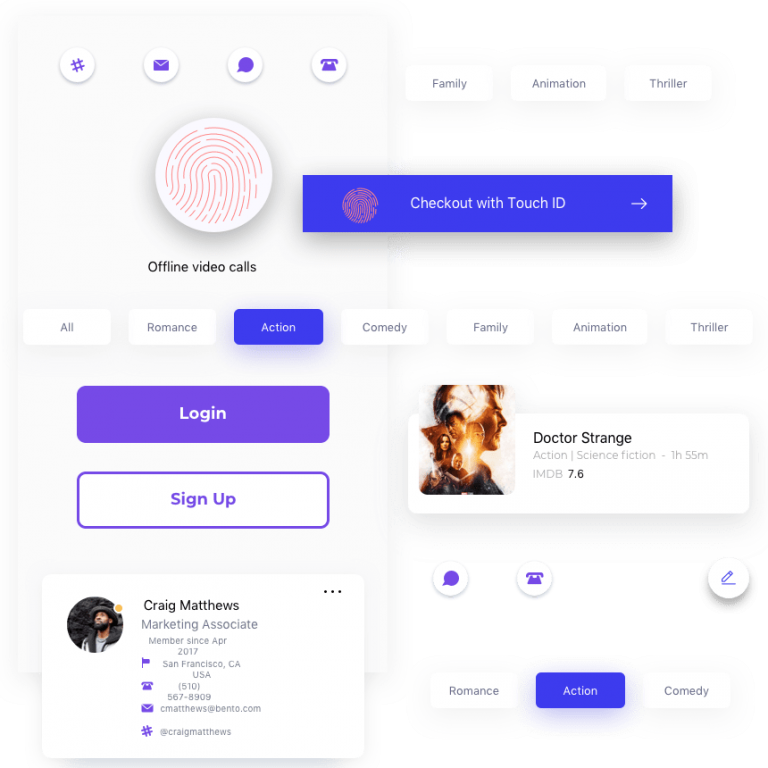 Family Animation Thriller
Checkout with Touch ID
Offline video calls
All Romance Action Comedy Family Animation Thriller
Login
Sign Up
Doctor Strange
Action | Science fiction - 1h 55m
IMDB 7.6
Craig Matthews
Marketing Associate
Member since Apr
2017
San Francisco, CA
USA
(510)
567-8909
cmatthews@bento.com
@craigmatthews
Romance Action Comedy